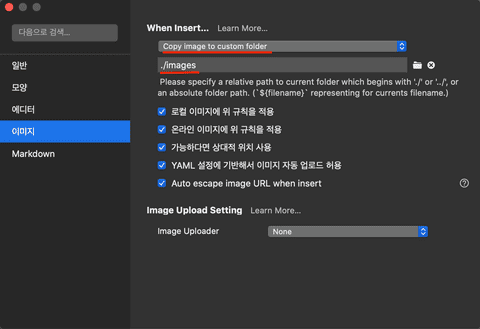 다음으로 검색...
일반
모양
에디터
이미지
Markdown
When Insert... Learn More...
Copy image to custom folder
./images
Please specify a relative path to current folder which begins with './' or '../', or
an absolute folder path. (`${filename}` representing for currents filename.)
로컬 이미지에 위 규칙을 적용
온라인 이미지에 위 규칙을 적용
가능하다면 상대적 위치 사용
YAML 설정에 기반해서 이미지 자동 업로드 허용
Auto escape image URL when insert
Image Upload Setting Learn More...
Image Uploader None